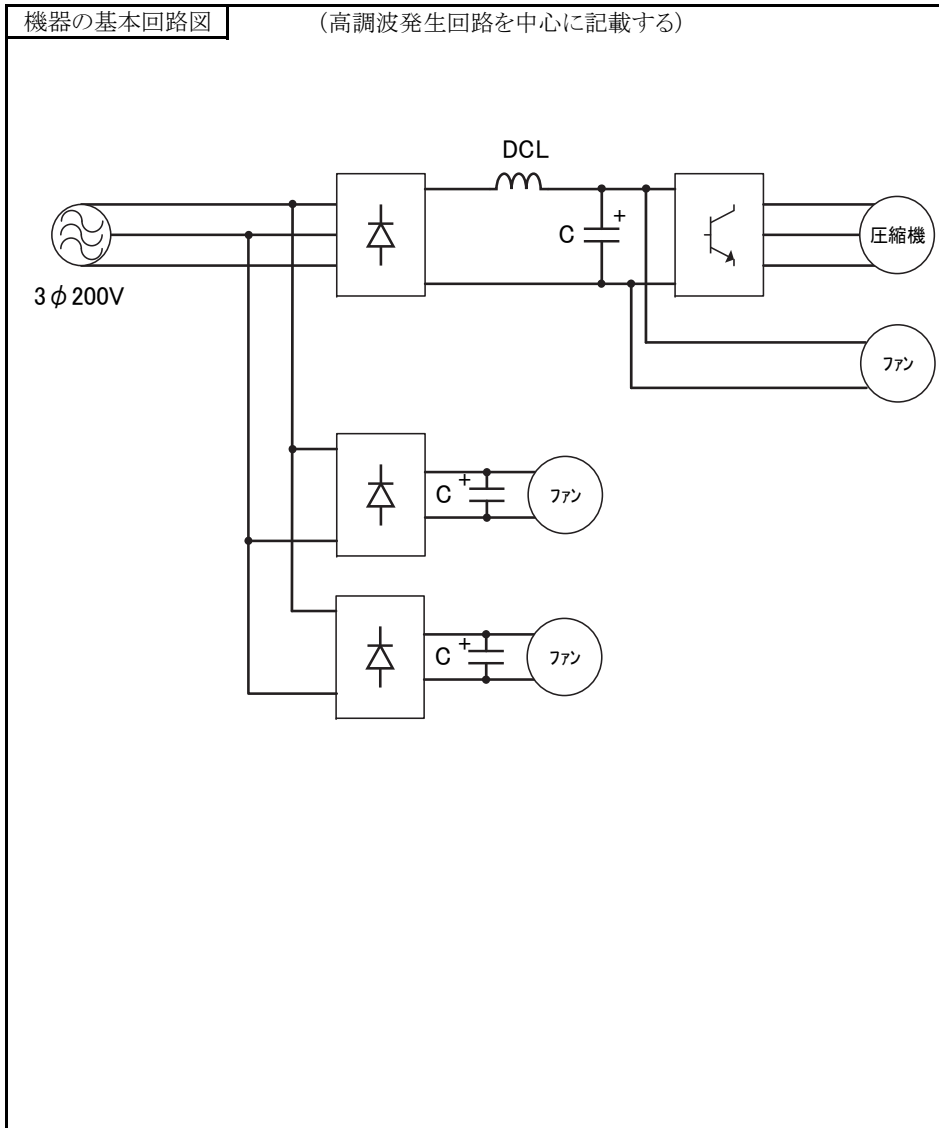 機器の基本回路図 (高調波発生回路を中心に記載する)
DCL
C +
圧縮機
3φ200V
ファン
C + ファン
C + ファン